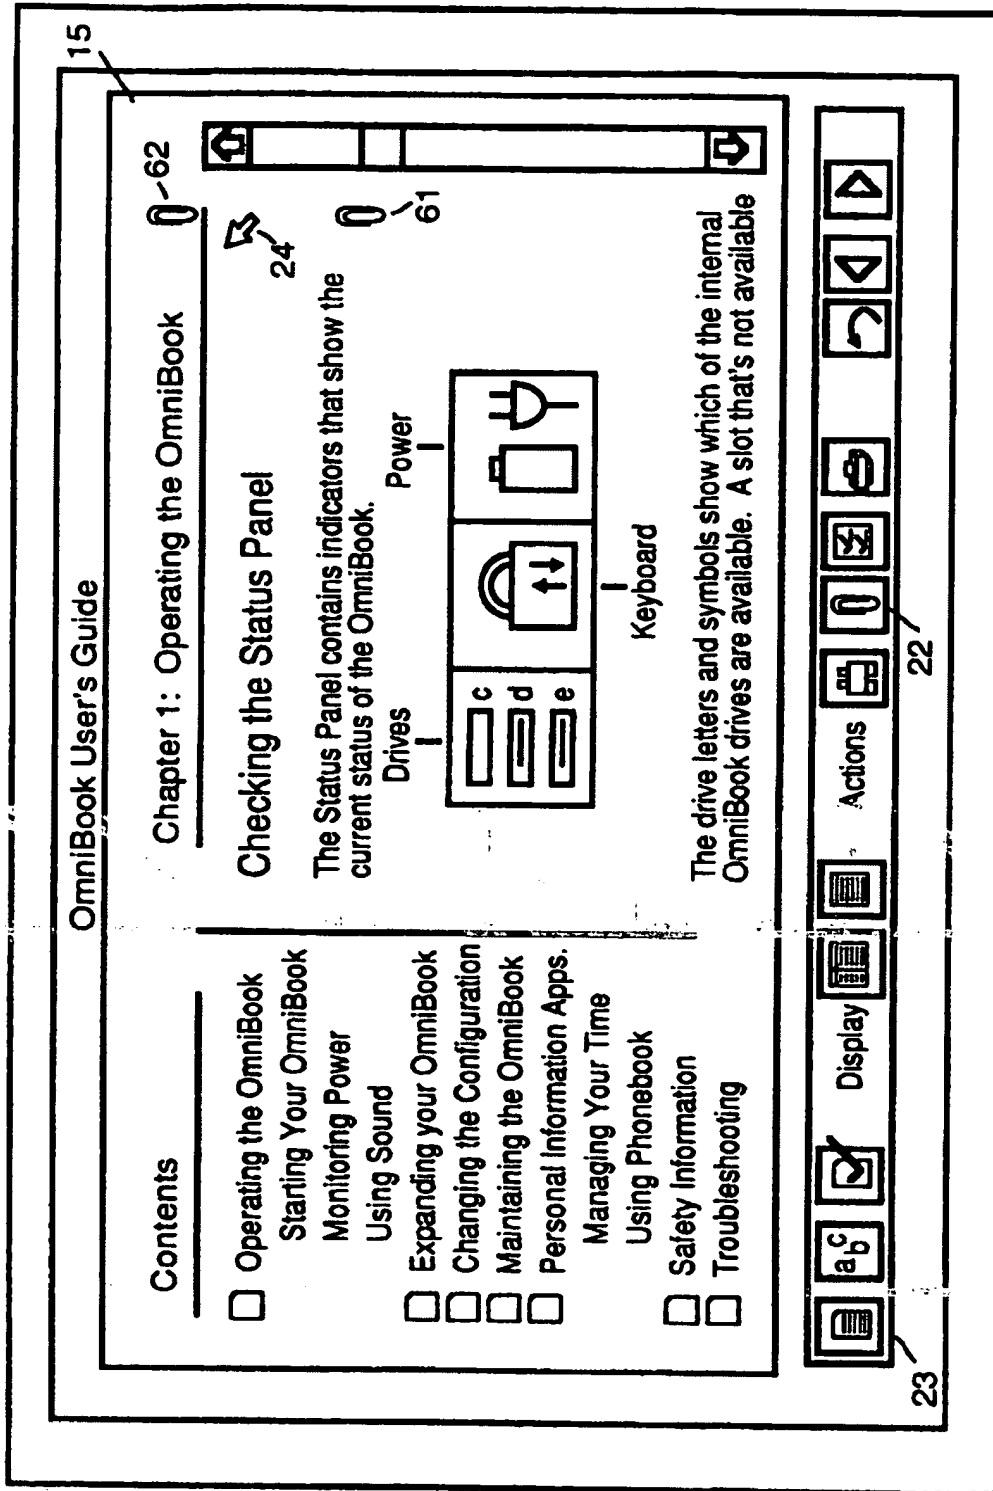 15
OmniBook User's Guide
Contents
Operating the OmniBook
Starting Your OmniBook
Monitoring Power
Using Sound
Expanding your OmniBook
Changing the Configuration
Maintaining the OmniBook
Personal Information Apps.
Managing Your Time
Using Phonebook
Safety Information
Troubleshooting
Chapter 1: Operating the OmniBook
62
Checking the Status Panel
24
The Status Panel contains indicators that show the
current status of the OmniBook.
61
Drives
Power
c
d
e
Keyboard
The drive letters and symbols show which of the internal
OmniBook drives are available. A slot that's not available
abc
Display
Actions
23
22